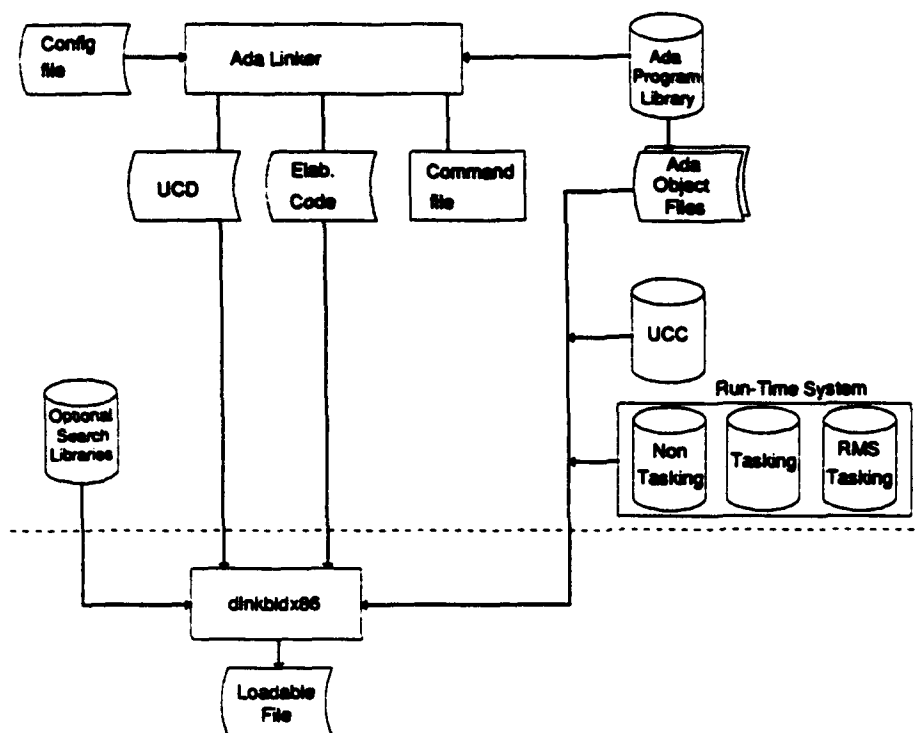 Config
file
Ada Linker
Ada
Program
Library
UCD
Elab.
Code
Command
file
Ada
Object
Files
UCC
Run-Time System
Optional
Search
Libraries
Non
Tasking
Tasking
RMS
Tasking
dlnkbldx86
Loadable
File